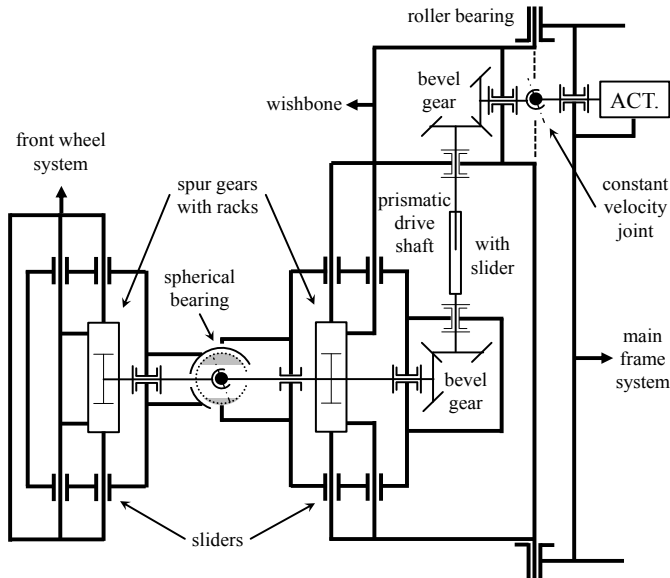 roller bearing
bevel
gear
ACT.
wishbone
front wheel
system
spur gears
with racks
prismatic
drive
shaft
constant
velocity
joint
with
slider
spherical
bearing
main
frame
system
bevel
gear
sliders